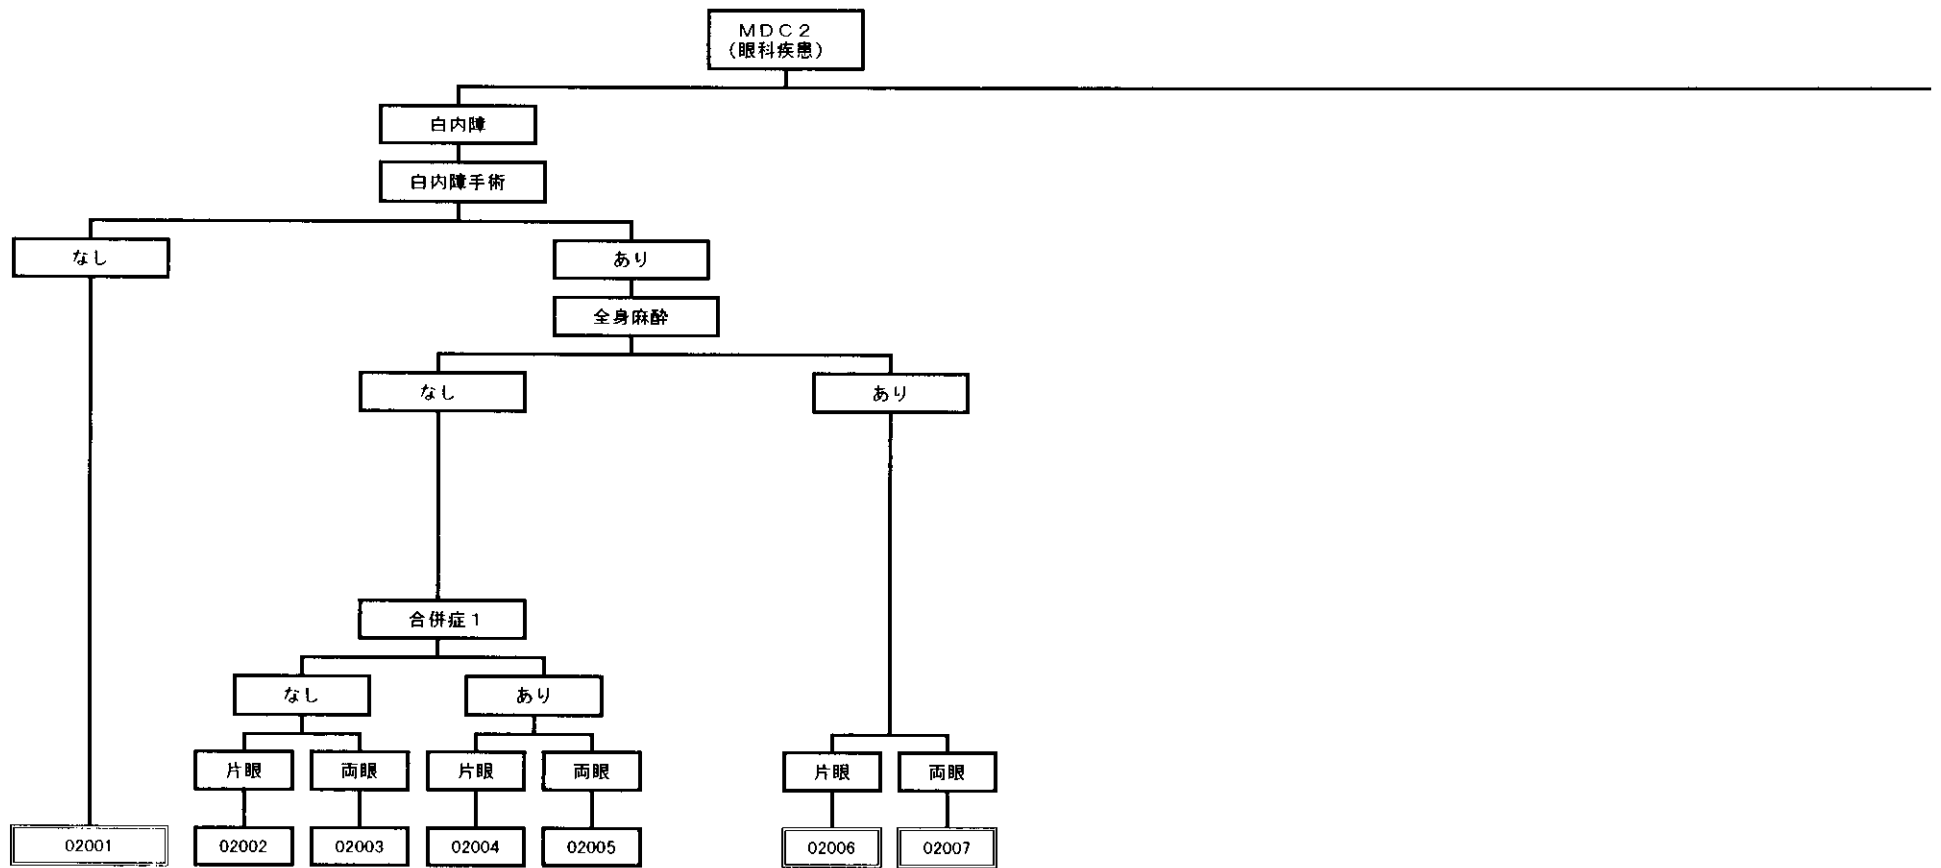 MDC2
(眼科疾患)
白内障
白内障手術
なし
あり
全身麻酔
なし
あり
合併症1
なし
あり
片眼
両眼
片眼
両眼
片眼
両眼
02001
02002
02003
02004
02005
02006
02007